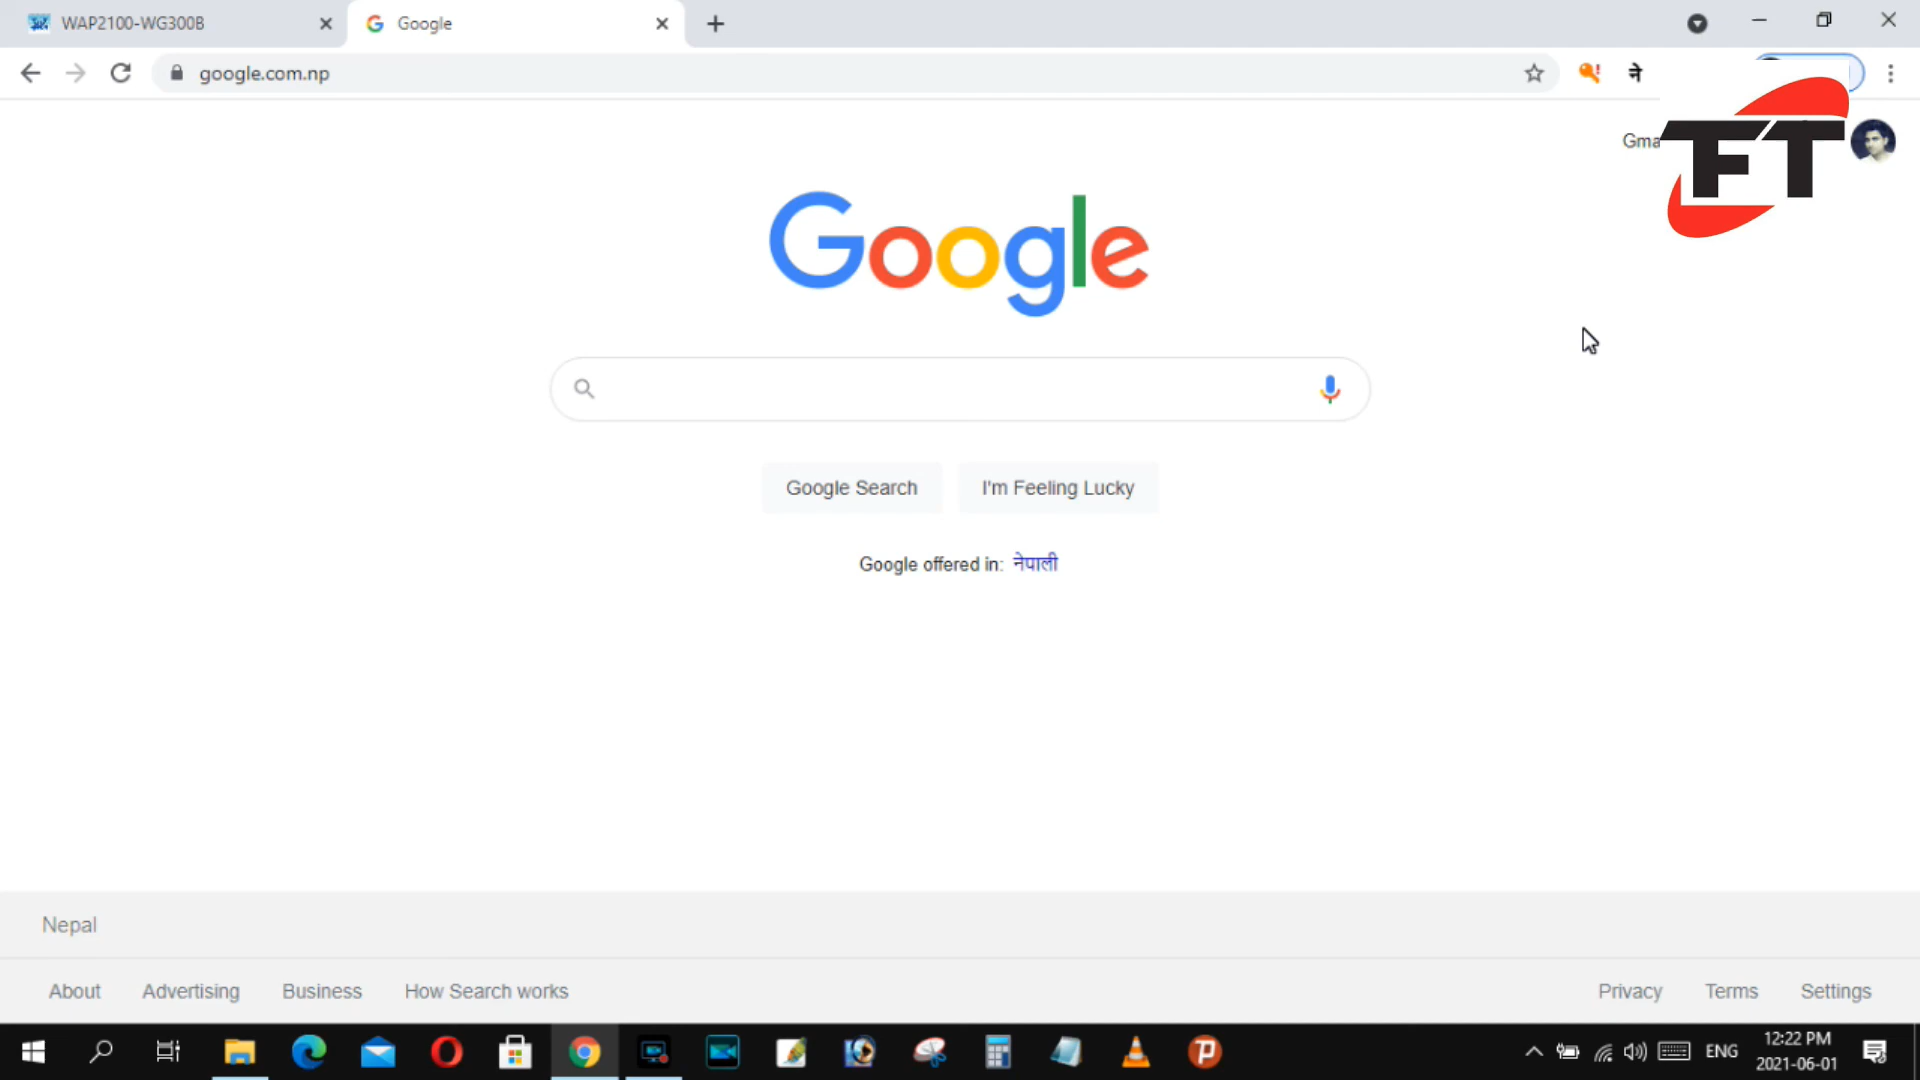 WAP2100-WG300B
Google
google.com.np
ने
Gma
FT
Google
Google Search
I'm Feeling Lucky
Google offered in: नेपाली
Nepal
About
Advertising
Business
How Search works
Privacy
Terms
Settings
ENG
12:22 PM
2021-06-01